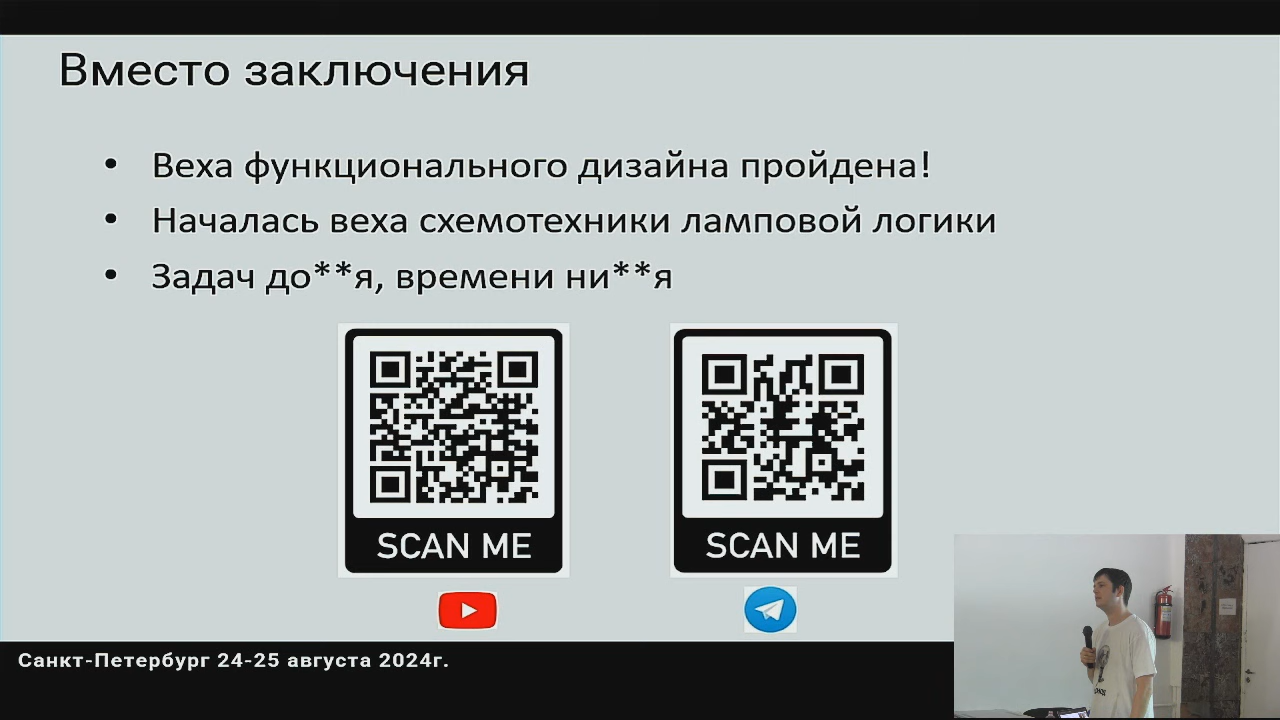 Вместо заключения
• Веха функционального дизайна пройдена!
• Началась веха схемотехники ламповой логики
• Задач до**я, времени ни**я
SCAN ME
SCAN ME
Санкт-Петербург 24-25 августа 2024г.